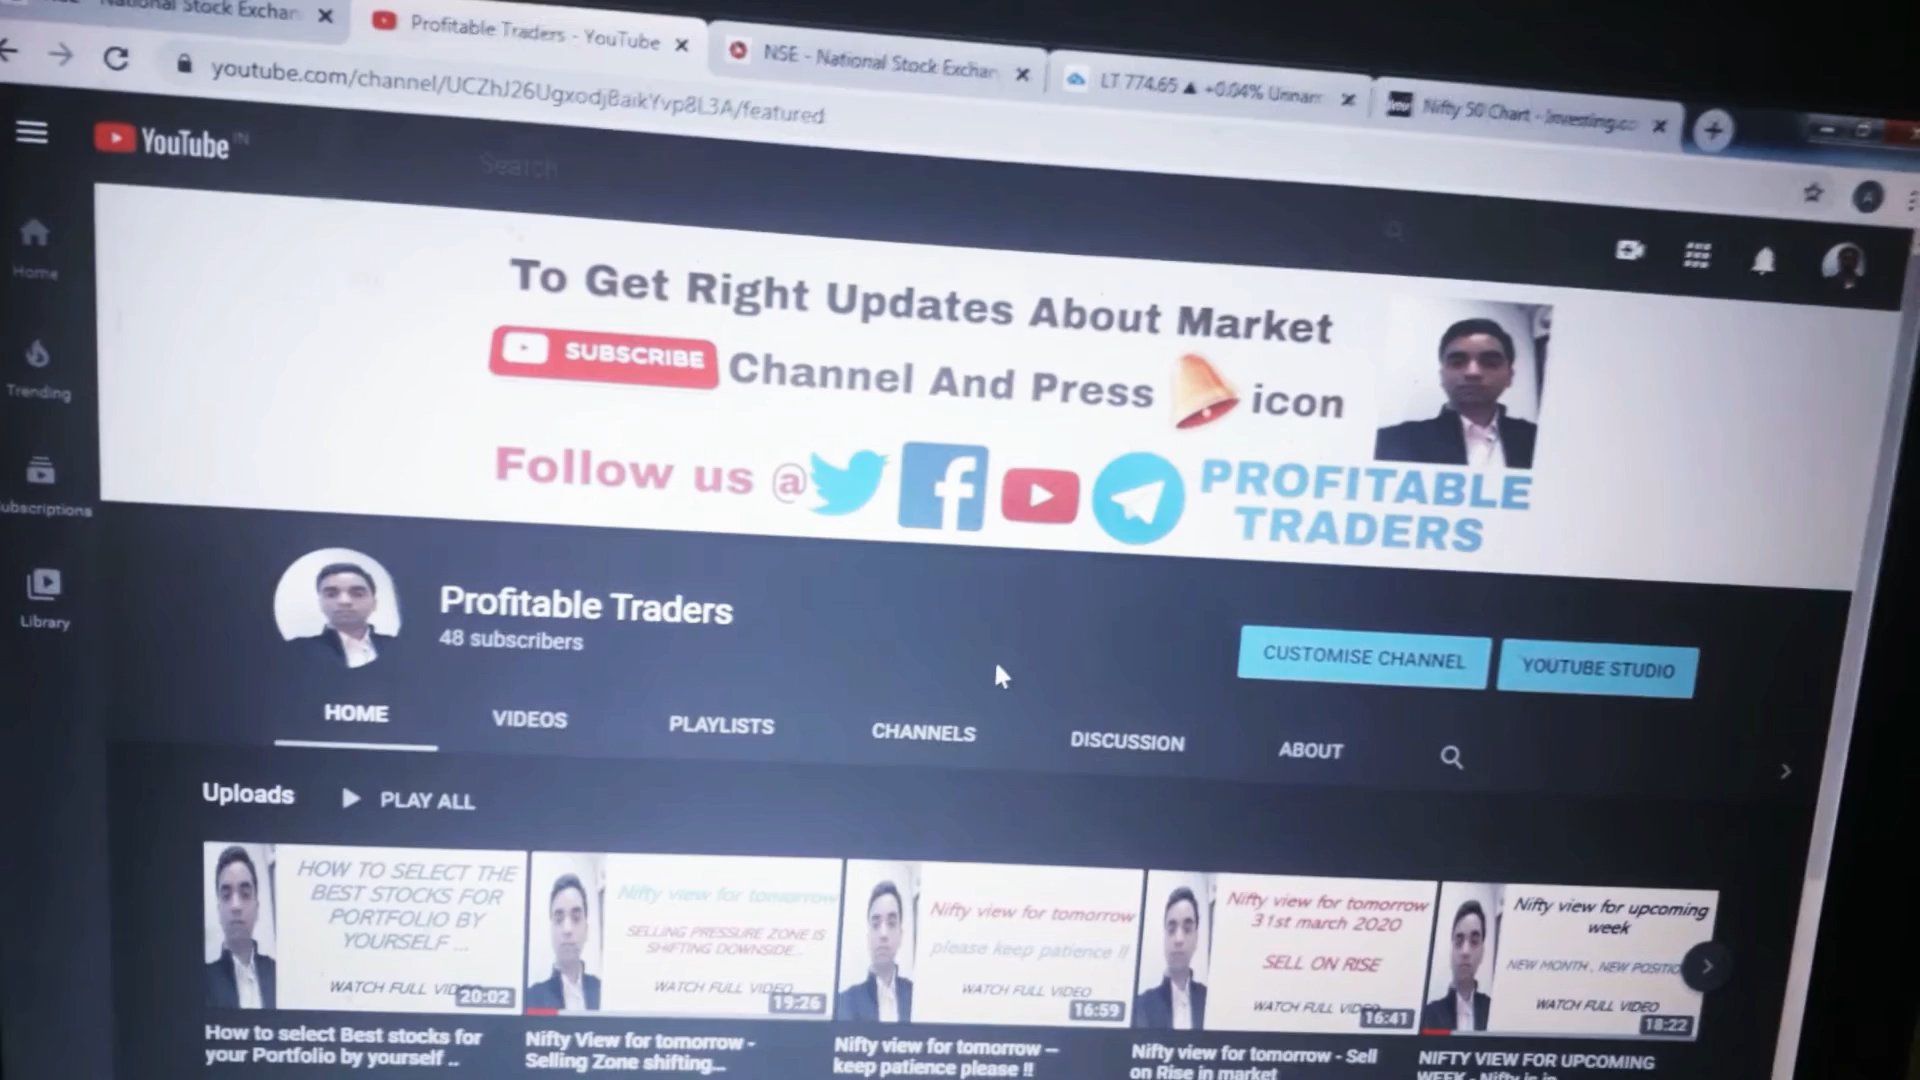 National Stock Exchan
Profitable Traders - YouTube
NSE - National Stock Exchan
LT 774.65 ▲ +0.04% Unnam
Nifty 50 Chart - Investing.co
youtube.com/channel/UCZhJ26UgxodjBaikYvp8L3A/featured
YouTube IN
Search
Home
Trending
ubscriptions
Library
To Get Right Updates About Market
SUBSCRIBE Channel And Press icon
Follow us @
PROFITABLE
TRADERS
Profitable Traders
48 subscribers
CUSTOMISE CHANNEL
YOUTUBE STUDIO
HOME
VIDEOS
PLAYLISTS
CHANNELS
DISCUSSION
ABOUT
Uploads
PLAY ALL
HOW TO SELECT THE
BEST STOCKS FOR
PORTFOLIO BY
YOURSELF ...
WATCH FULL VID
20:02
Nifty view for tomorrow
SELLING PRESSURE ZONE IS
SHIFTING DOWNSIDE..
WATCH FULL VIDEO
19:26
Nifty view for tomorrow
please keep patience !!
WATCH FULL VIDEO
16:59
Nifty view for tomorrow
31st march 2020
SELL ON RISE
WATCH FULL VIDEO
16:41
Nifty view for upcoming
week
NEW MONTH , NEW POSITIO
WATCH FULL VIDEO
18:22
How to select Best stocks for
your Portfolio by yourself ..
Nifty View for tomorrow -
Selling Zone shifting...
Nifty view for tomorrow –
keep patience please !!
Nifty view for tomorrow - Sell
on Rise in market
NIFTY VIEW FOR UPCOMING
WEEK - Nifty is in